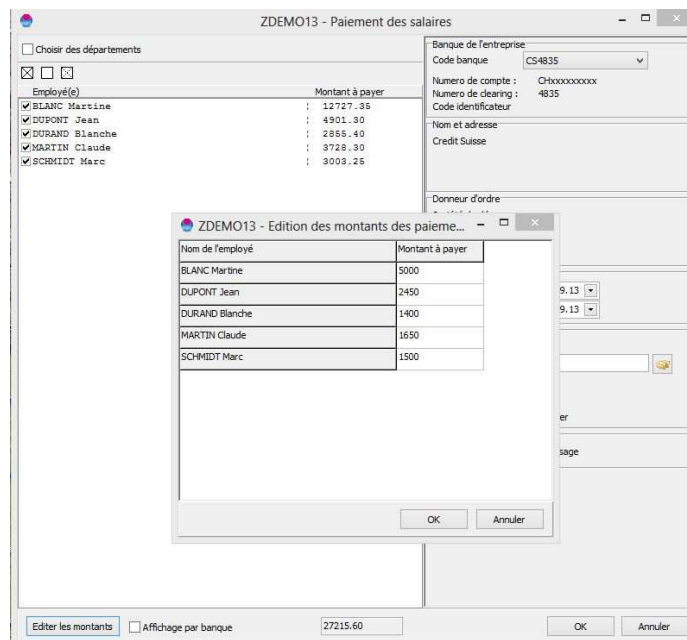 ZDEMO13 - Paiement des salaires
Choisir des départements
Employé(e) Montant à payer
BLANC Martine ¦ 12727.35
DUPONT Jean ¦ 4901.30
DURAND Blanche ¦ 2855.40
MARTIN Claude ¦ 3728.30
SCHMIDT Marc ¦ 3003.25
Banque de l'entreprise
Code banque CS4835
Numero de compte : CHxxxxxxxxx
Numero de clearing : 4835
Code identificateur
Nom et adresse
Credit Suisse
Donneur d'ordre
ZDEMO13 - Edition des montants des paieme...
Nom de l'employé Montant à payer
BLANC Martine 5000
DUPONT Jean 2450
DURAND Blanche 1400
MARTIN Claude 1650
SCHMIDT Marc 1500
OK Annuler
9.13
9.13
er
sage
Editer les montants Affichage par banque 27215.60 OK Annuler